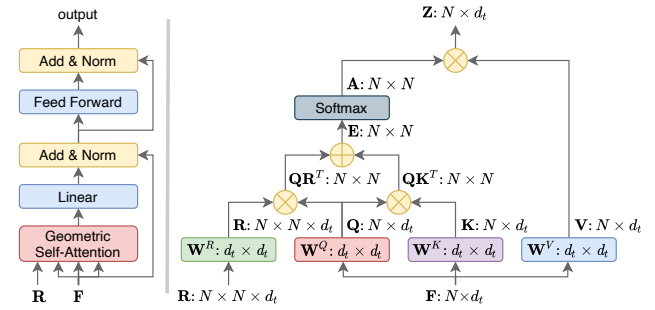 output
Add & Norm
Feed Forward
Add & Norm
Linear
Geometric
Self-Attention
R F
Z: N × d_t
A: N × N
Softmax
E: N × N
QR^T: N × N QK^T: N × N
R: N × N × d_t Q: N × d_t K: N × d_t V: N × d_t
W^R: d_t × d_t W^Q: d_t × d_t W^K: d_t × d_t W^V: d_t × d_t
R: N × N × d_t F: N×d_t